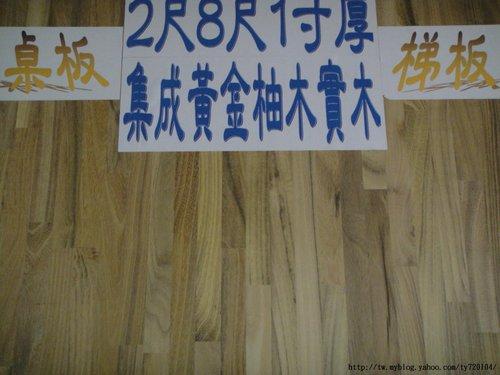 2尺8尺1寸厚
桌板
集成黃金柚木實木
梯板
http://tw.myblog.yahoo.com/ty720104/